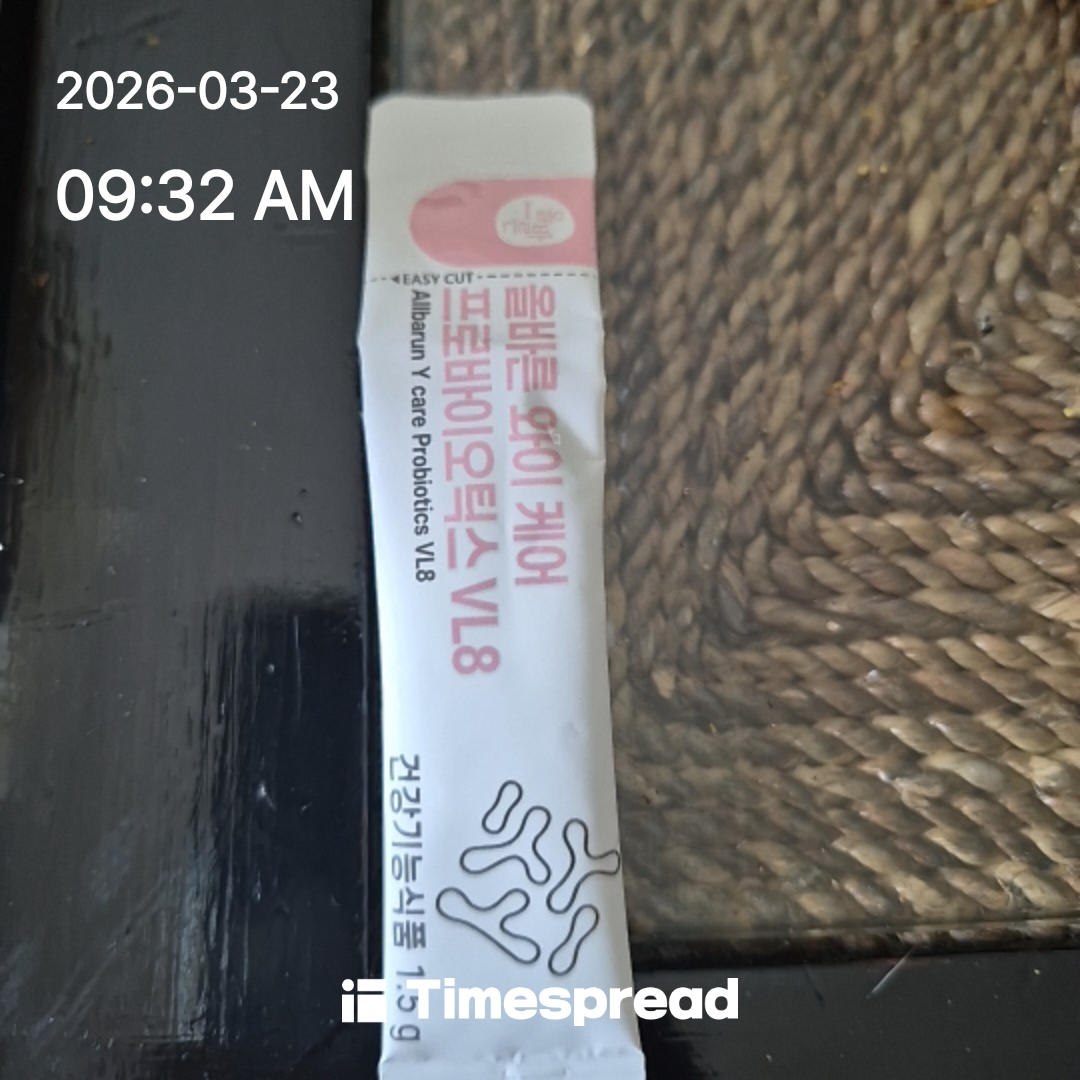 2026-03-23
09:32 AM
EASY CUT
올바른 와이 케어
프로바이오틱스 VL8
Allbarun Y care Probiotics VL8
건강기능식품 1.5 g
Timespread